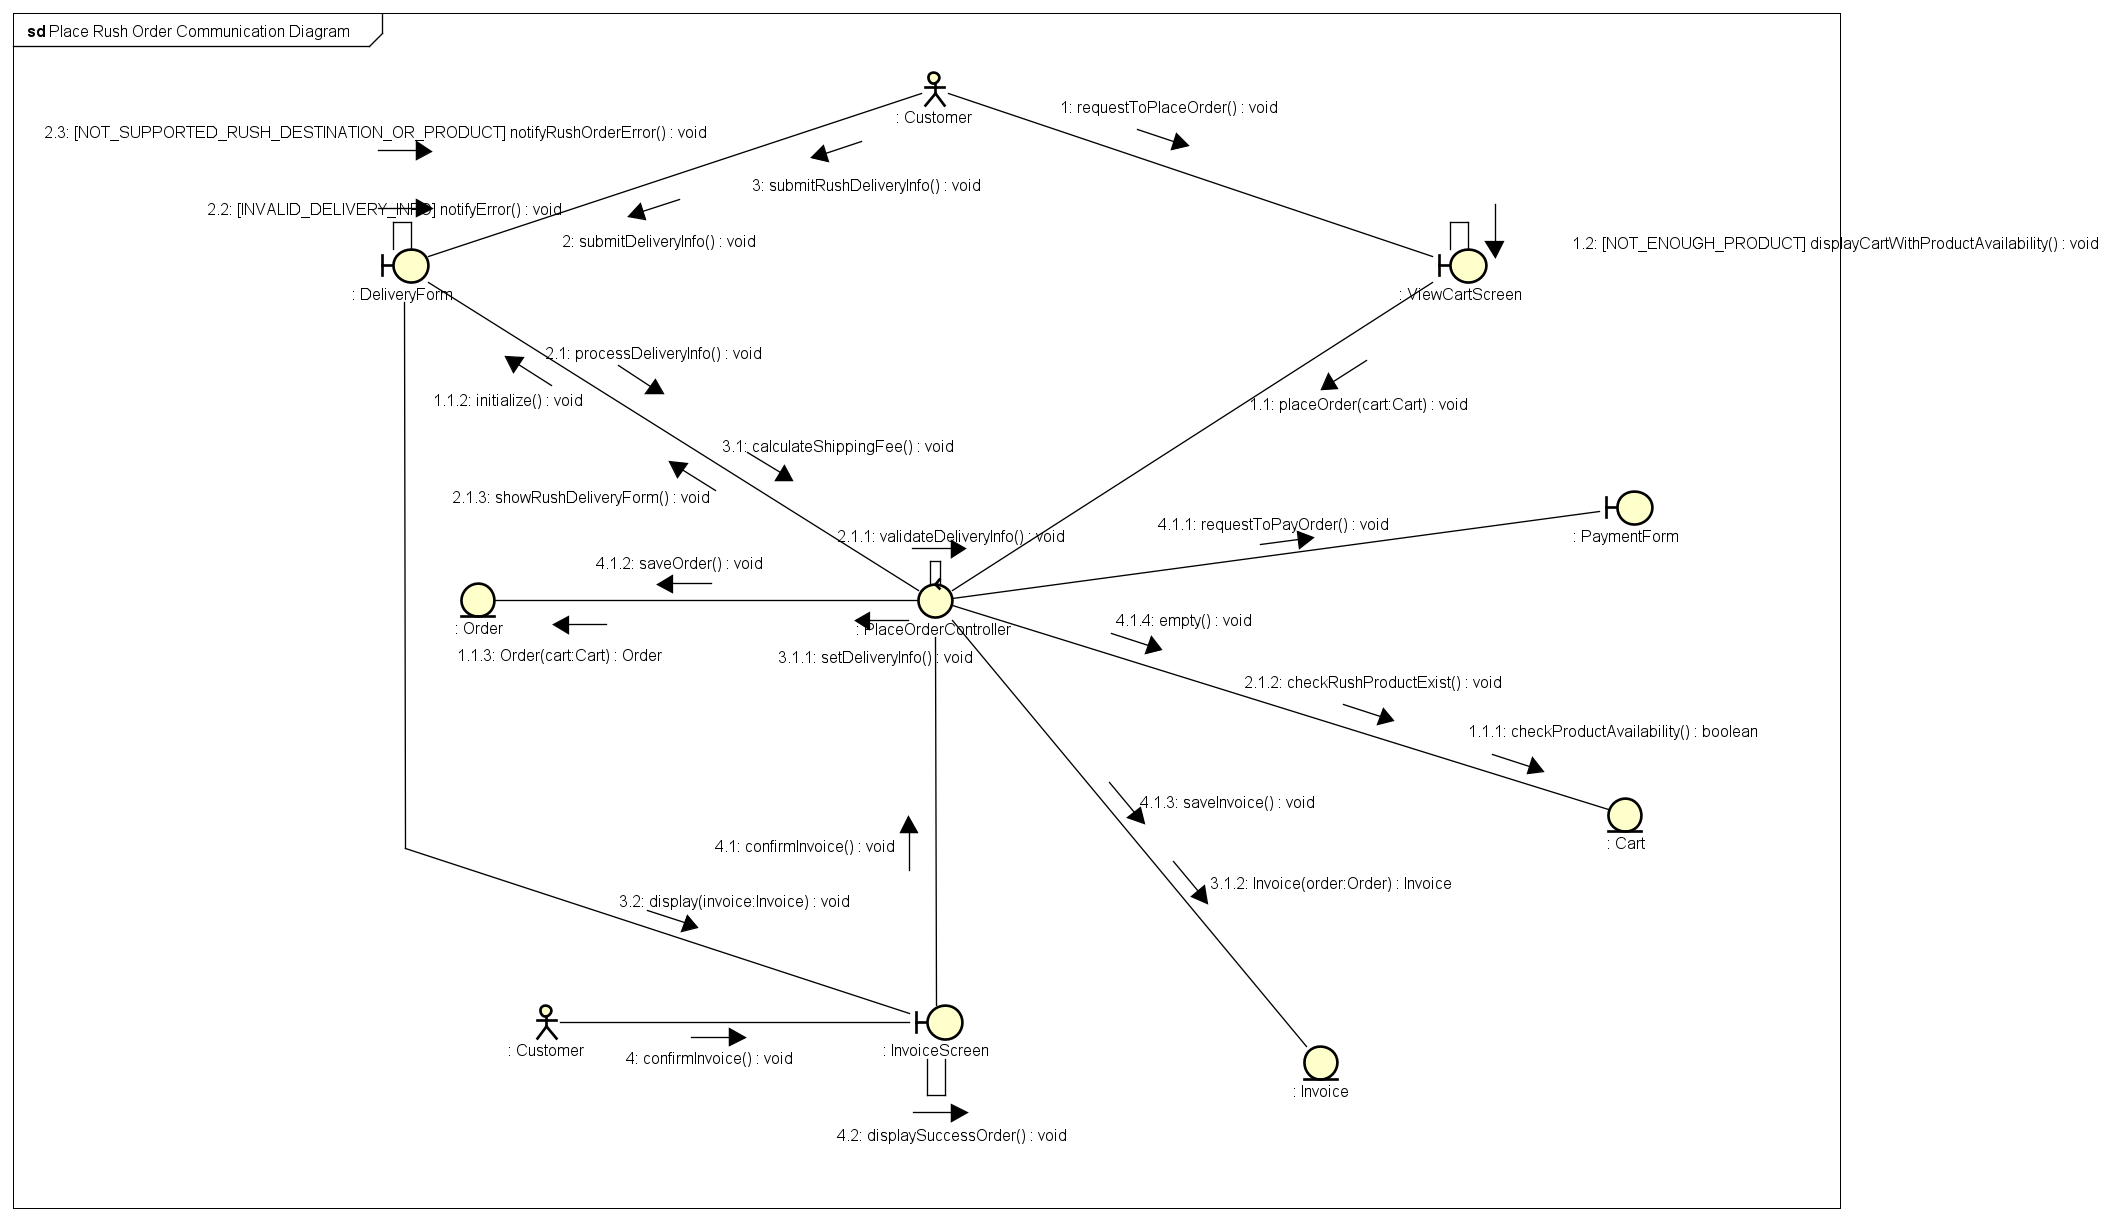 sd Place Rush Order Communication Diagram
: Customer
1: requestToPlaceOrder() : void
2.3: [NOT_SUPPORTED_RUSH_DESTINATION_OR_PRODUCT] notifyRushOrderError() : void
3: submitRushDeliveryInfo() : void
2.2: [INVALID_DELIVERY_INFO] notifyError() : void
2: submitDeliveryInfo() : void
1.2: [NOT_ENOUGH_PRODUCT] displayCartWithProductAvailability() : void
: DeliveryForm
: ViewCartScreen
2.1: processDeliveryInfo() : void
1.1.2: initialize() : void
1.1: placeOrder(cart:Cart) : void
3.1: calculateShippingFee() : void
2.1.3: showRushDeliveryForm() : void
4.1.1: requestToPayOrder() : void
2.1.1: validateDeliveryInfo() : void
: PaymentForm
4.1.2: saveOrder() : void
4.1.4: empty() : void
: Order
: PlaceOrderController
1.1.3: Order(cart:Cart) : Order
3.1.1: setDeliveryInfo() : void
2.1.2: checkRushProductExist() : void
1.1.1: checkProductAvailability() : boolean
4.1.3: saveInvoice() : void
4.1: confirmInvoice() : void
: Cart
3.1.2: Invoice(order:Order) : Invoice
3.2: display(invoice:Invoice) : void
: Customer
: InvoiceScreen
4: confirmInvoice() : void
: Invoice
4.2: displaySuccessOrder() : void